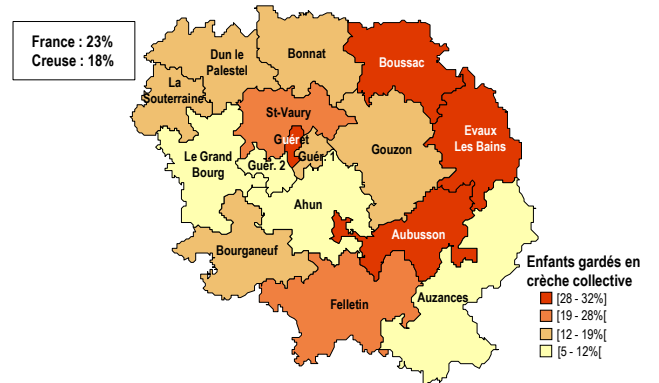 France : 23%
Creuse : 18%
Dun le
Palestel
Bonnat
Boussac
La
Souterraine
St-Vaury
Guéret
Evaux
Les Bains
Le Grand
Bourg
Guér. 2
Guér. 1
Gouzon
Ahun
Bourganeuf
Aubusson
Felletin
Auzances
Enfants gardés en
crèche collective
[28 - 32%]
[19 - 28%[
[12 - 19%[
[5 - 12%[